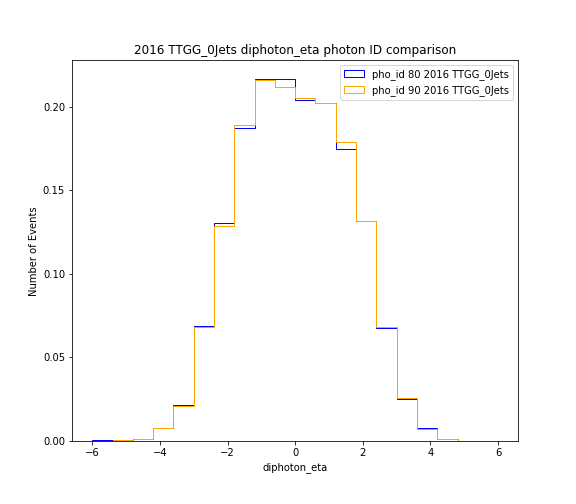 2016 TTGG_0Jets diphoton_eta photon ID comparison
pho_id 80 2016 TTGG_0Jets
pho_id 90 2016 TTGG_0Jets
Number of Events
0.20
0.15
0.10
0.05
0.00
−6 −4 −2 0 2 4 6
diphoton_eta